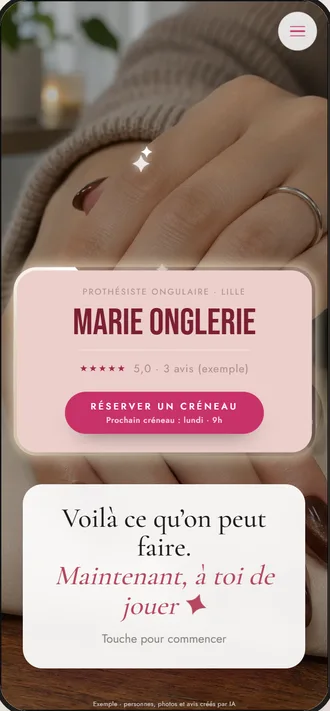 PROTHÉSISTE ONGULAIRE - LILLE
MARIE ONGLERIE
★★★★★ 5,0 · 3 avis (exemple)
RÉSERVER UN CRÉNEAU
Prochain créneau : lundi · 9h
Voilà ce qu’on peut
faire.
Maintenant, à toi de
jouer ✦
Touche pour commencer
Exemple - personnes, photos et avis créés par IA